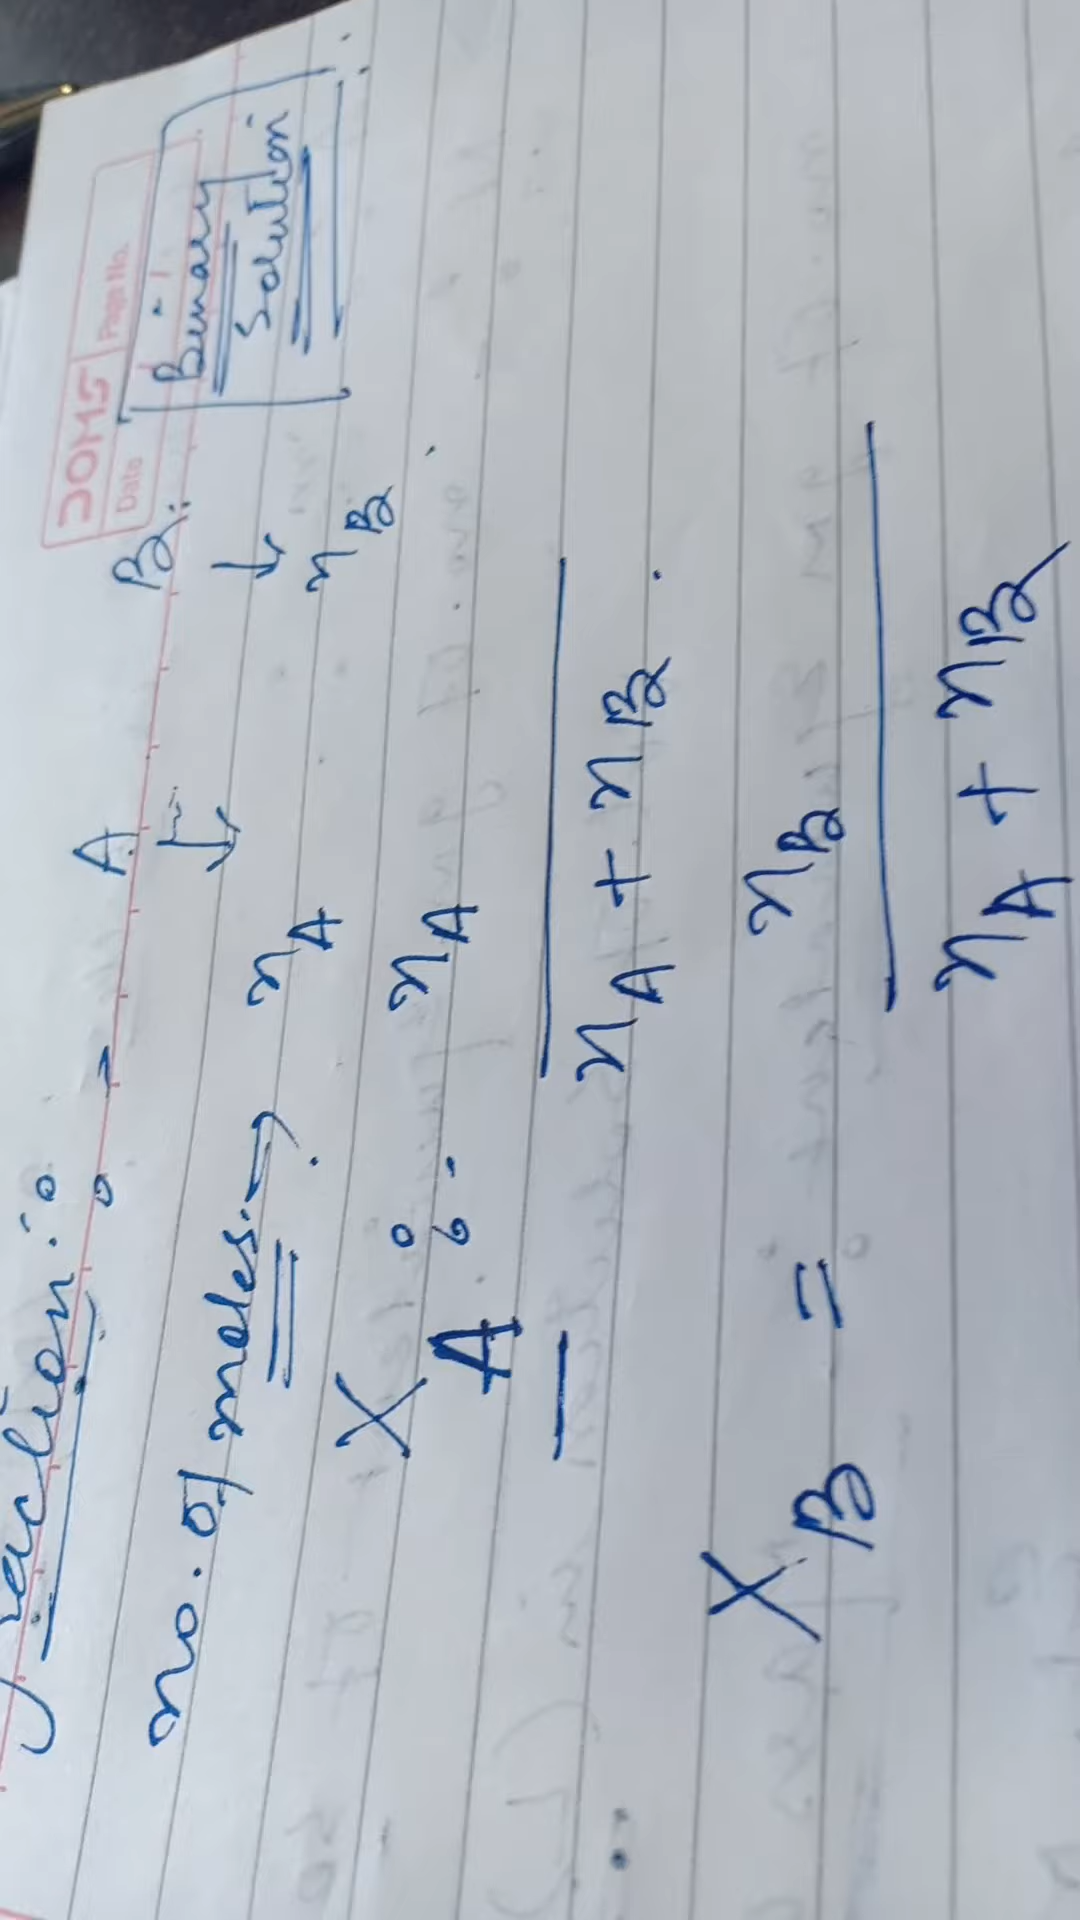 DOMS
Page No.
Date
Binary
Solution
fraction :-
A B
↓ ↓
no. of moles → nA nB
XA : nA
nA + nB
XB = nB
nA + nB